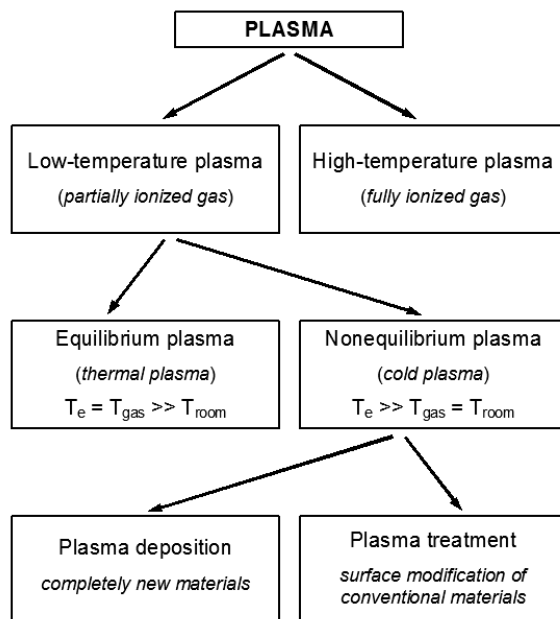 PLASMA
Low-temperature plasma
(partially ionized gas)
High-temperature plasma
(fully ionized gas)
Equilibrium plasma
(thermal plasma)
Te = Tgas >> Troom
Nonequilibrium plasma
(cold plasma)
Te >> Tgas = Troom
Plasma deposition
completely new materials
Plasma treatment
surface modification of
conventional materials